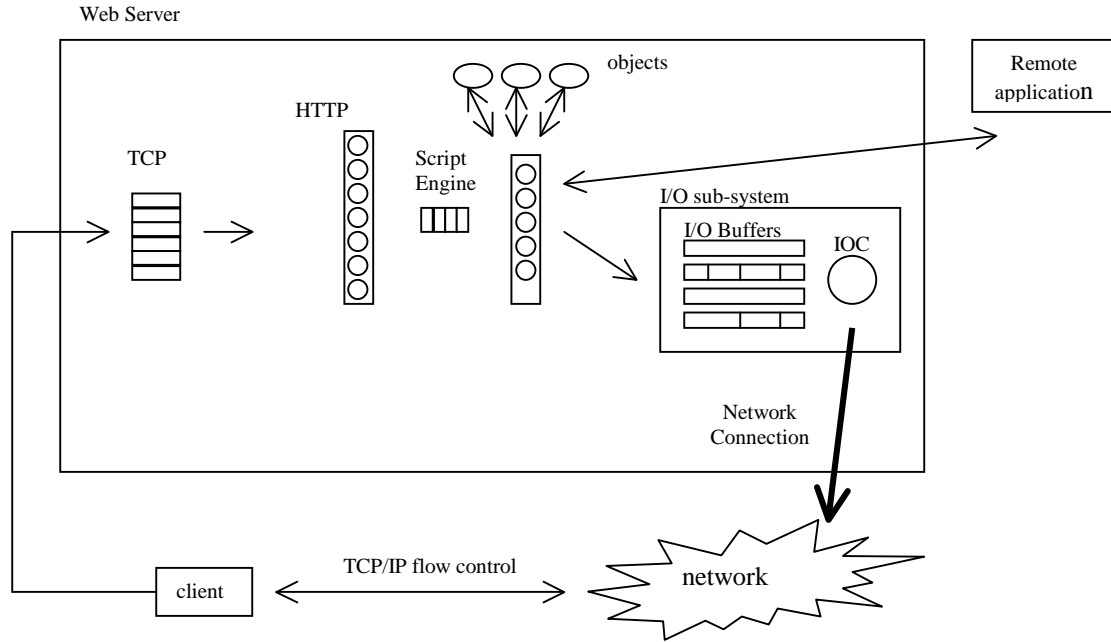 Web Server
objects
Remote
application
HTTP
TCP
Script
Engine
I/O sub-system
I/O Buffers
IOC
Network
Connection
TCP/IP flow control
network
client